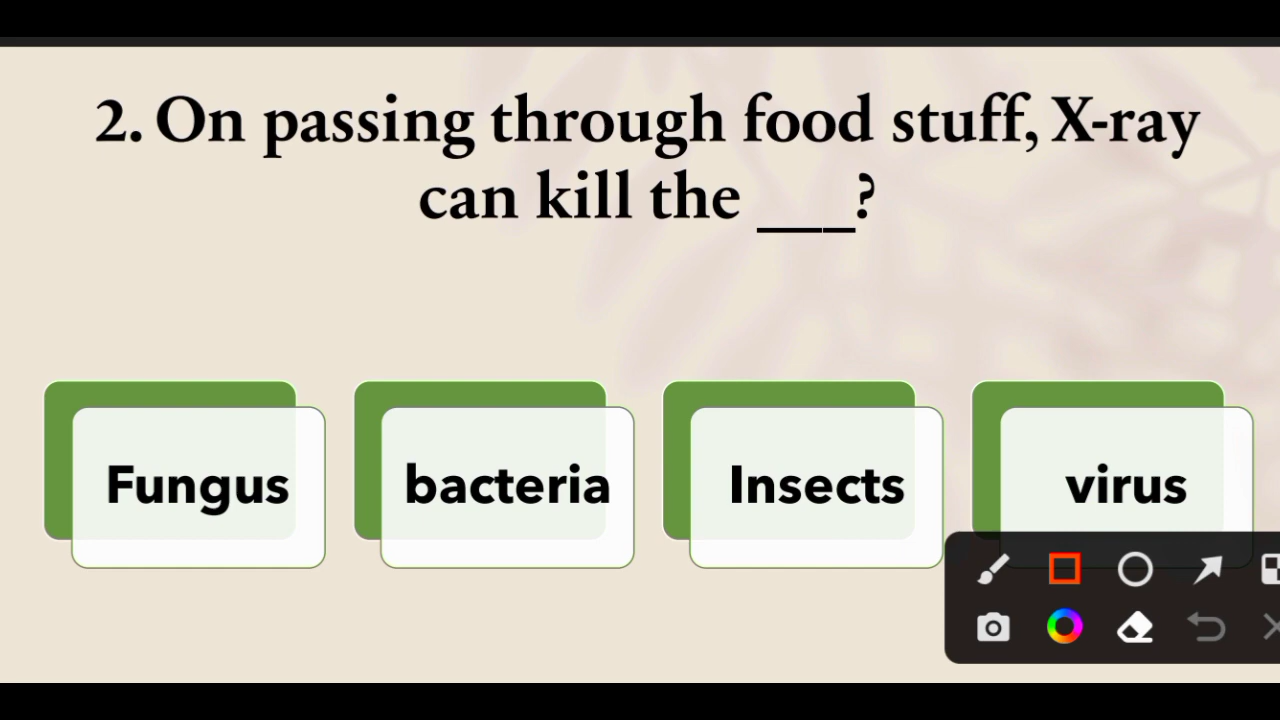 2. On passing through food stuff, X-ray
can kill the ___?
Fungus
bacteria
Insects
virus